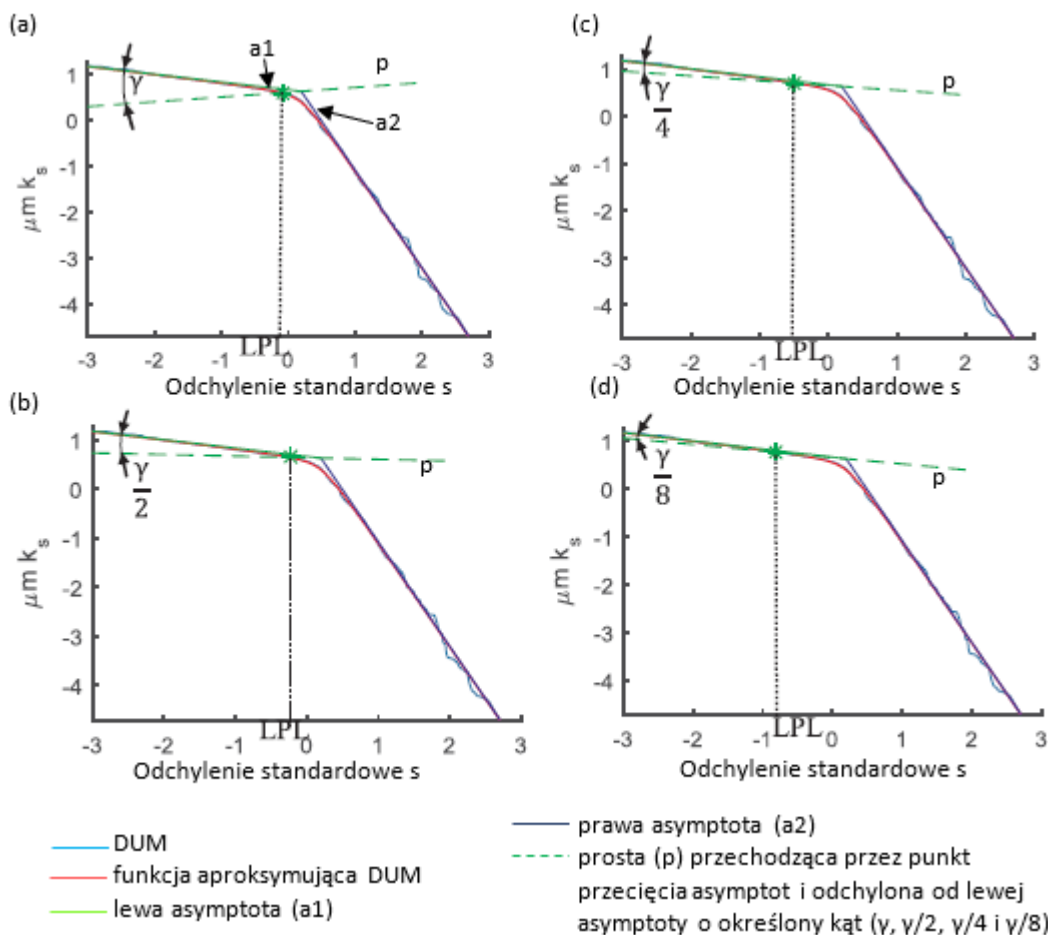 (a)
a1
p
γ
a2
1
0
-1
-2
-3
-4
μm kₛ
-3 -2 -1 0 1 2 3
LPL
Odchylenie standardowe s
(c)
p
γ
4
1
0
-1
-2
-3
-4
μm kₛ
-3 -2 -1 0 1 2 3
LPL
Odchylenie standardowe s
(b)
p
γ
2
1
0
-1
-2
-3
-4
μm kₛ
-3 -2 -1 0 1 2 3
LPL
Odchylenie standardowe s
(d)
p
γ
8
1
0
-1
-2
-3
-4
μm kₛ
-3 -2 -1 0 1 2 3
LPL
Odchylenie standardowe s
DUM
funkcja aproksymująca DUM
lewa asymptota (a1)
prawa asymptota (a2)
prosta (p) przechodząca przez punkt
przecięcia asymptot i odchylona od lewej
asymptoty o określony kąt (γ, γ/2, γ/4 i γ/8)